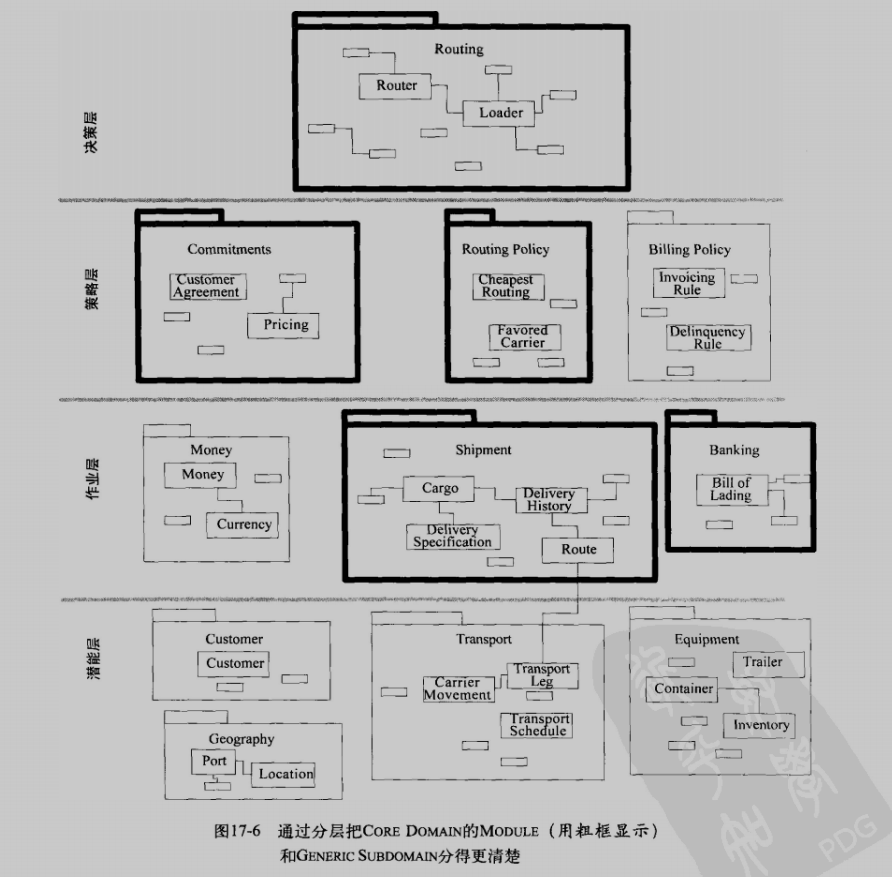 决策层
Routing
Router
Loader
策略层
Commitments
Customer
Agreement
Pricing
Routing Policy
Cheapest
Routing
Favored
Carrier
Billing Policy
Invoicing
Rule
Delinquency
Rule
作业层
Money
Money
Currency
Shipment
Cargo
Delivery
History
Delivery
Specification
Route
Banking
Bill of
Lading
潜能层
Customer
Customer
Geography
Port
Location
Transport
Carrier
Movement
Transport
Leg
Transport
Schedule
Equipment
Trailer
Container
Inventory
图17-6 通过分层把CORE DOMAIN的MODULE（用粗框显示）
和GENERIC SUBDOMAIN分得更清楚
PDG